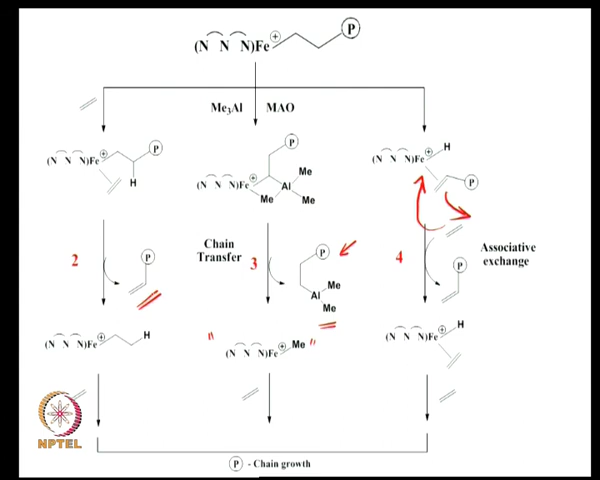 (N N N)Fe⊕ P
Me₃Al MAO
(N N N)Fe⊕ P H
(N N N)Fe⊕ P Me Al Me Me
(N N N)Fe⊕ H P
2
P
Chain
Transfer
3
P
Al Me
Me
4
P
Associative
exchange
(N N N)Fe⊕ H
" (N N N)Fe⊕ Me "
(N N N)Fe⊕ H
NPTEL
P - Chain growth